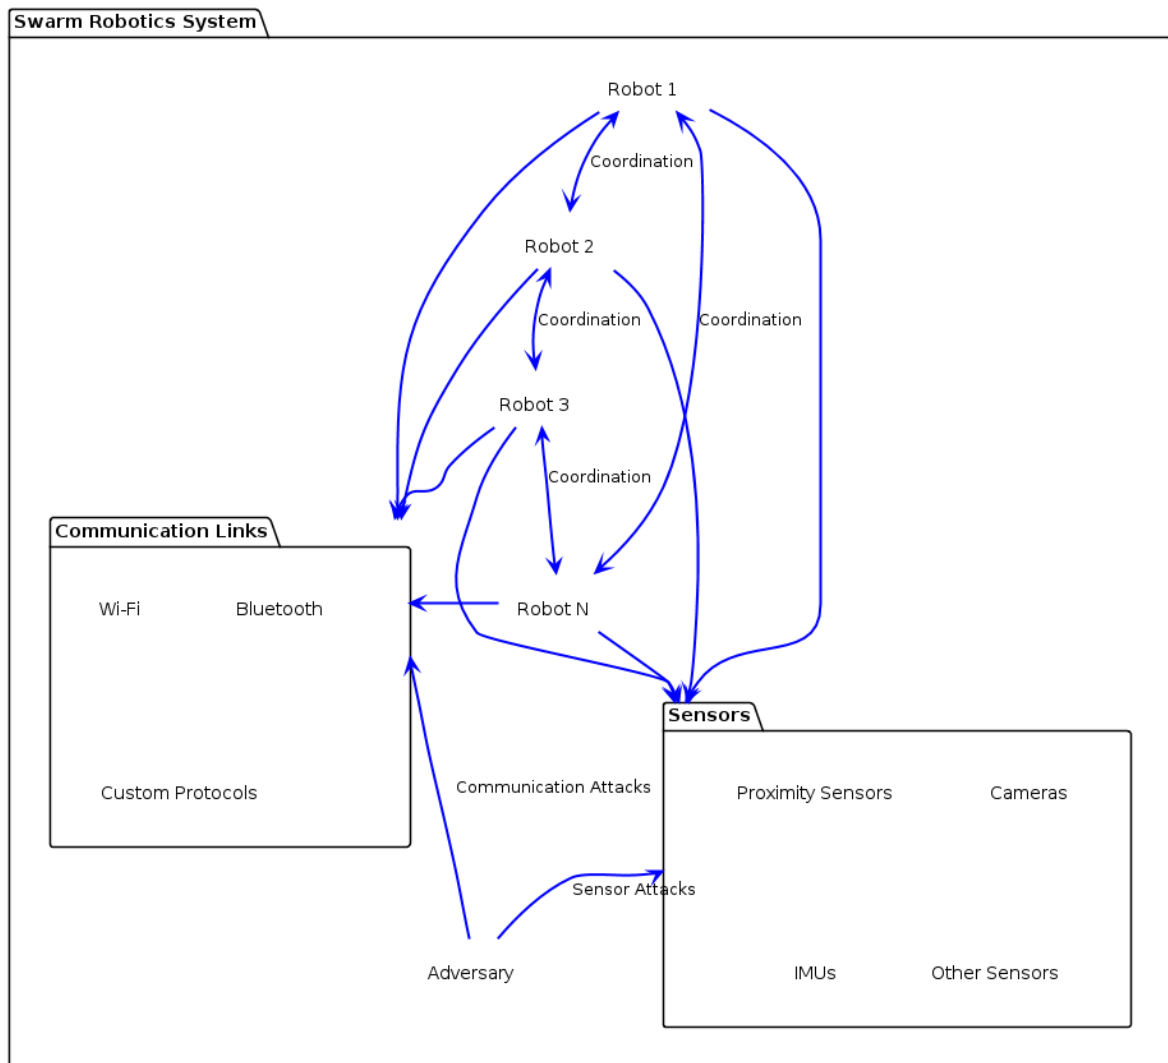 Swarm Robotics System
Robot 1
Coordination
Robot 2
Coordination
Coordination
Robot 3
Coordination
Communication Links
Wi-Fi
Bluetooth
Robot N
Sensors
Custom Protocols
Communication Attacks
Proximity Sensors
Cameras
Sensor Attacks
Adversary
IMUs
Other Sensors